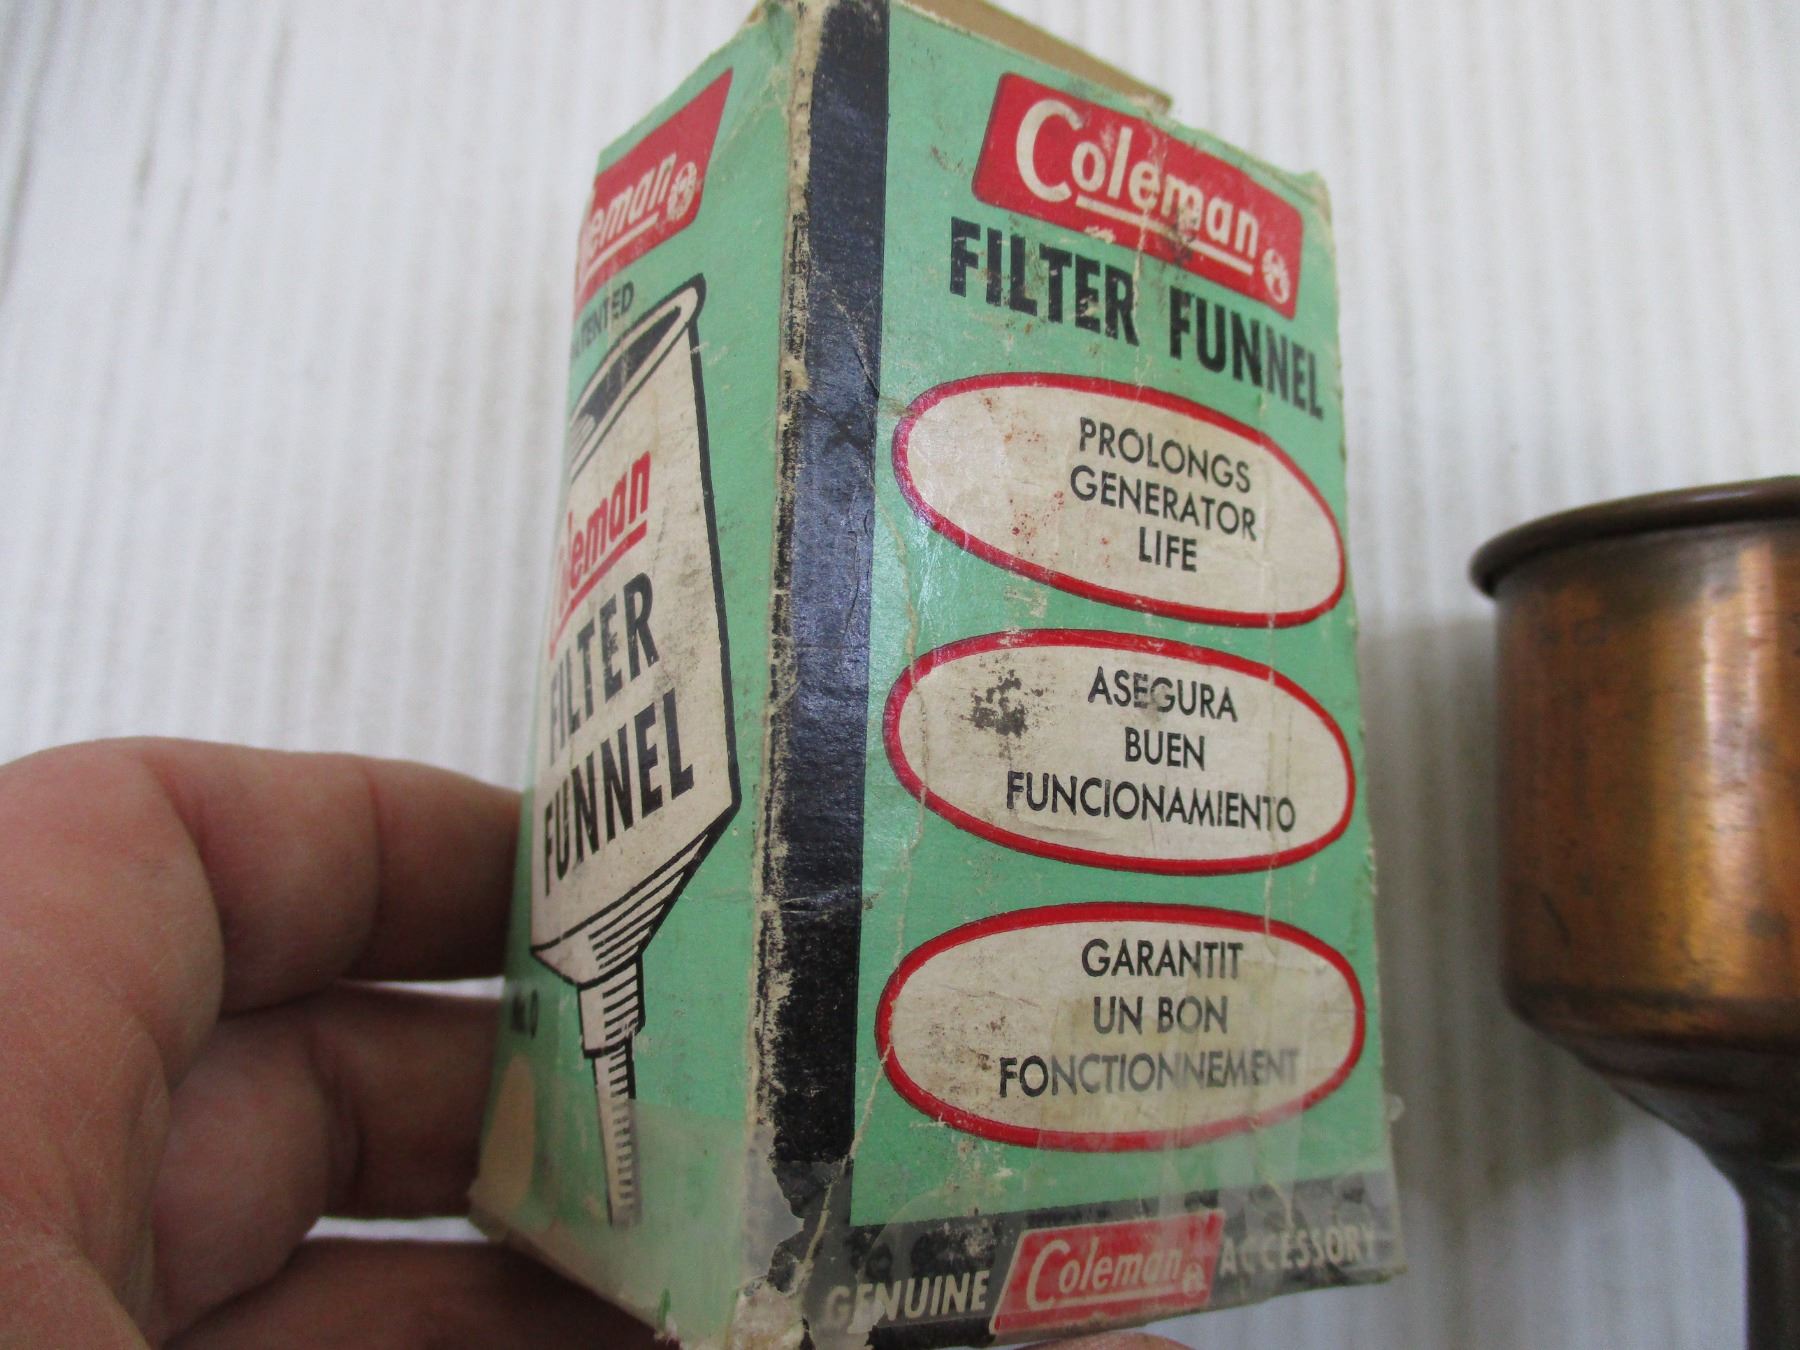 Coleman
PATENTED
Coleman
FILTER
FUNNEL
Coleman
FILTER FUNNEL
PROLONGS
GENERATOR
LIFE
ASEGURA
BUEN
FUNCIONAMIENTO
GARANTIT
UN BON
FONCTIONNEMENT
GENUINE Coleman ACCESSORY